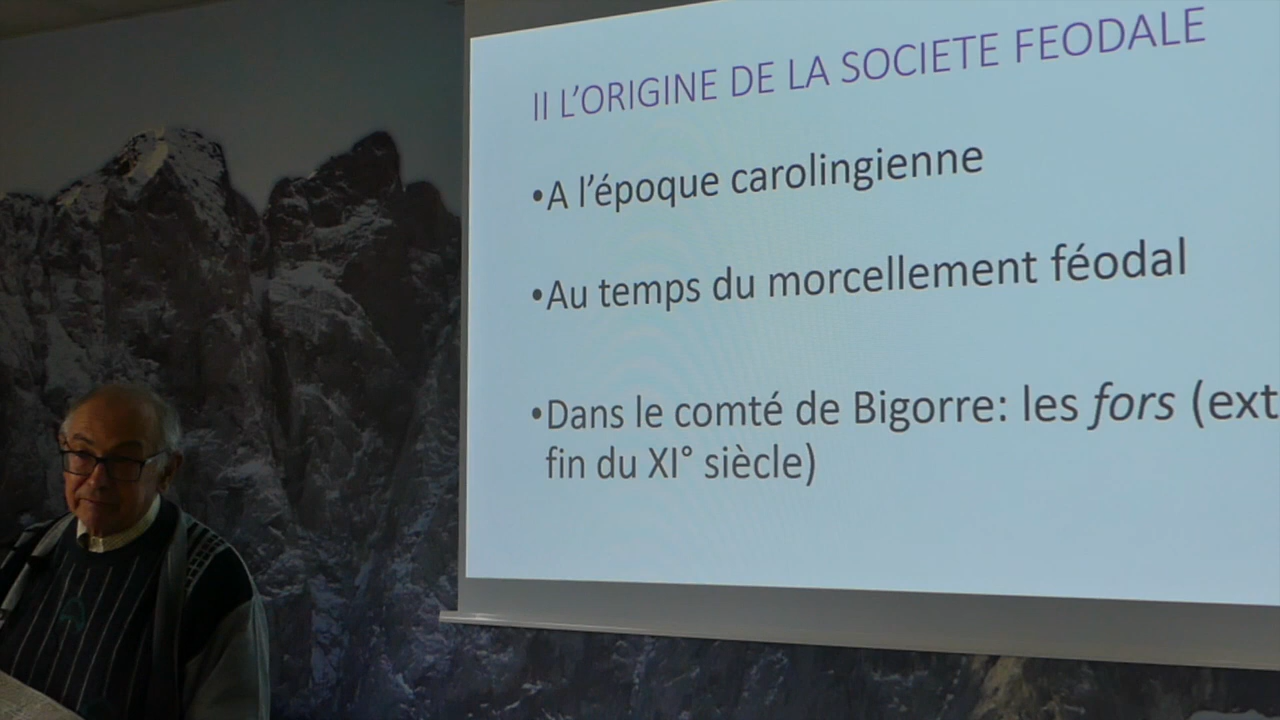 II L’ORIGINE DE LA SOCIETE FEODALE
•A l’époque carolingienne
•Au temps du morcellement féodal
•Dans le comté de Bigorre: les fors (ext
fin du XI° siècle)